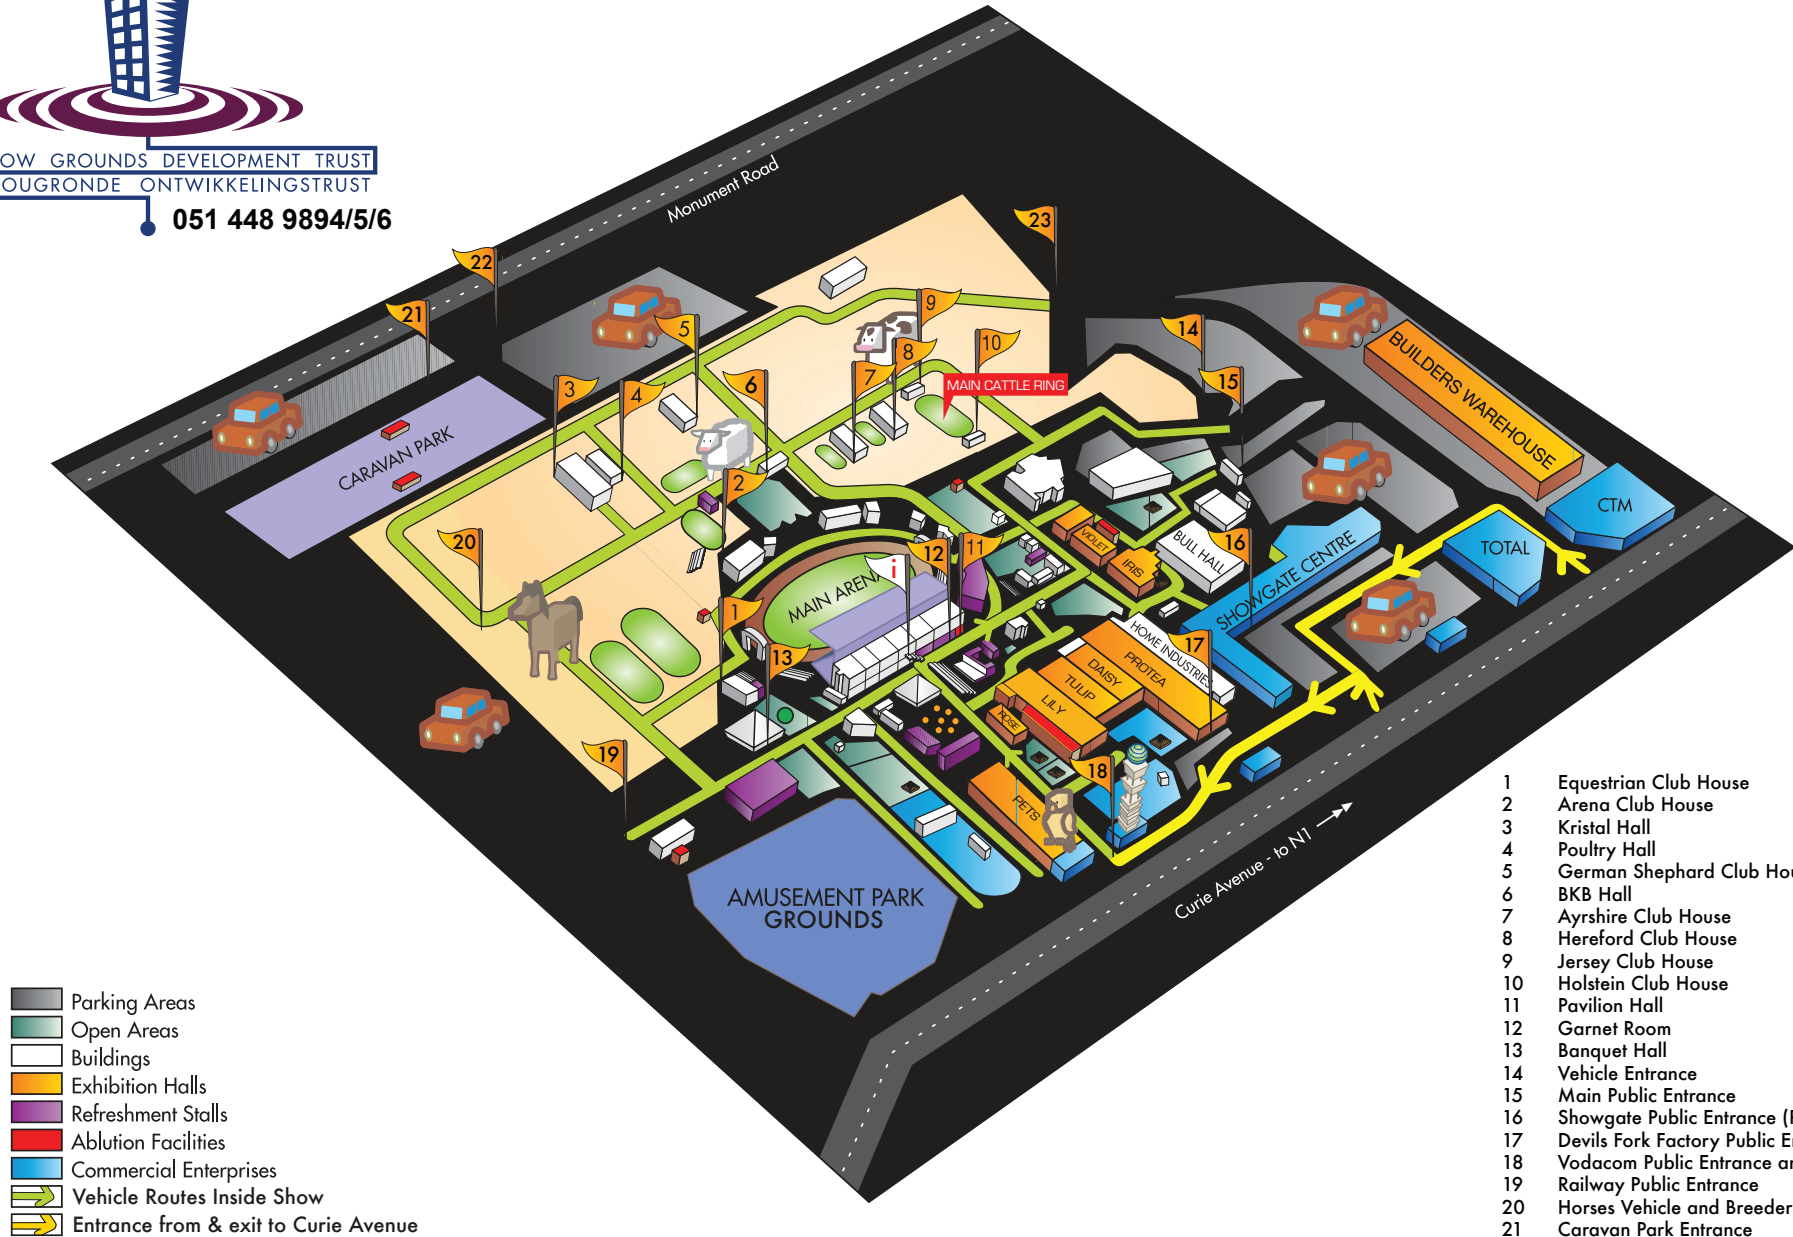 OW GROUNDS DEVELOPMENT TRUST
OUGRONDE ONTWIKKELINGSTRUST
051 448 9894/5/6
Monument Road
23
22
21
14
15
9
5
10
8
7
6
3
4
MAIN CATTLE RING
BUILDERS WAREHOUSE
CTM
TOTAL
CARAVAN PARK
2
20
12
11
16
i
VIOLET
IRIS
BULL HALL
SHOWGATE CENTRE
MAIN ARENA
1
13
17
HOME INDUSTRIES
PROTEA
DAISY
TULIP
LILY
ROSE
19
18
PETS
AMUSEMENT PARK
GROUNDS
Curie Avenue - to N1
Parking Areas
Open Areas
Buildings
Exhibition Halls
Refreshment Stalls
Ablution Facilities
Commercial Enterprises
Vehicle Routes Inside Show
Entrance from & exit to Curie Avenue
1 Equestrian Club House
2 Arena Club House
3 Kristal Hall
4 Poultry Hall
5 German Shephard Club Hou
6 BKB Hall
7 Ayrshire Club House
8 Hereford Club House
9 Jersey Club House
10 Holstein Club House
11 Pavilion Hall
12 Garnet Room
13 Banquet Hall
14 Vehicle Entrance
15 Main Public Entrance
16 Showgate Public Entrance (
17 Devils Fork Factory Public E
18 Vodacom Public Entrance a
19 Railway Public Entrance
20 Horses Vehicle and Breeder
21 Caravan Park Entrance